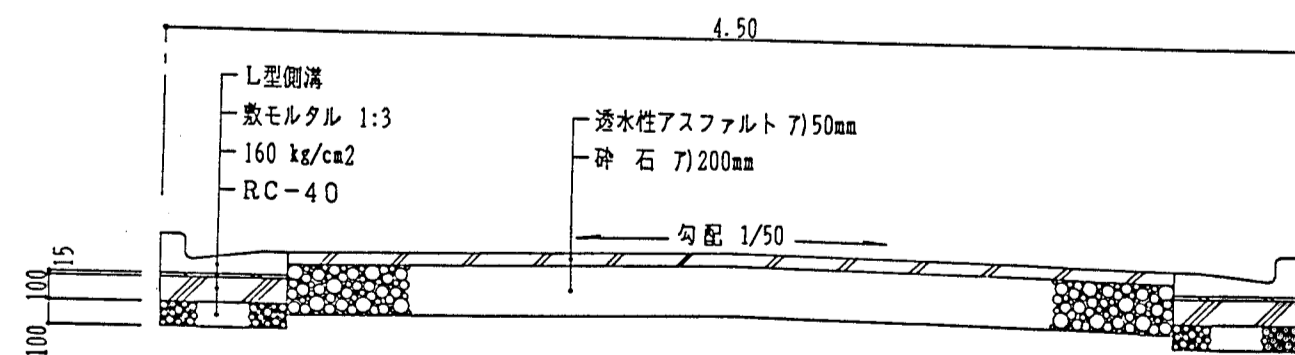 4.50
L型側溝
敷モルタル 1:3
160 kg/cm2
RC-40
透水性アスファルト ア)50mm
砕 石 ア)200mm
勾配 1/50
15
100
100